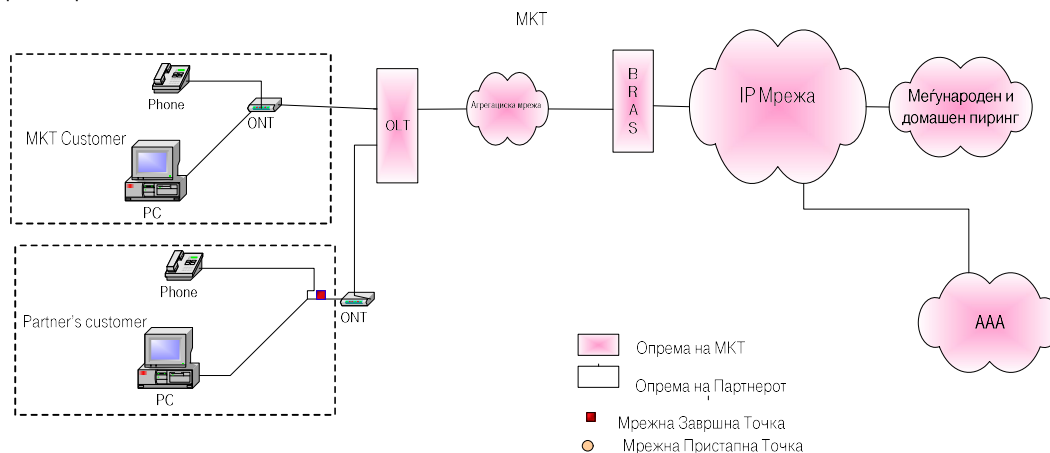 МКТ
Phone
ONT
MKT Customer
PC
OLT
Агрегациска мрежа
B
R
A
S
IP Мрежа
Меѓународен и
домашен пиринг
Phone
ONT
Partner's customer
PC
AAA
Опрема на МКТ
Опрема на Партнерот
Мрежна Завршна Точка
Мрежна Пристапна Точка